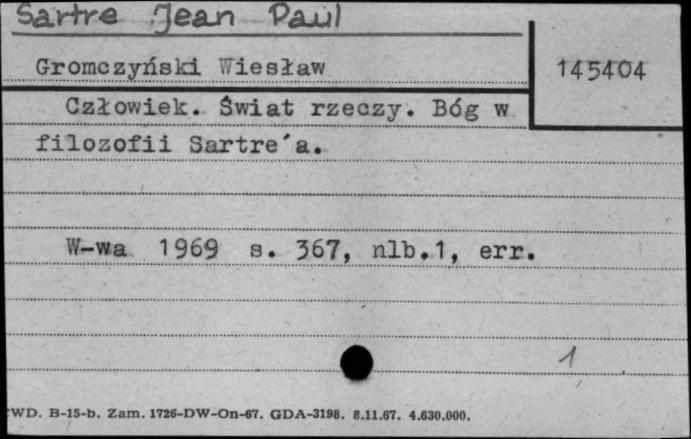 Sartre Jean Paul
Gromczyński Wiesław
145404
Człowiek. Świat rzeczy. Bóg w
filozofii Sartre´a.
W-wa 1969 s. 367, nlb.1, err.
1
WD. B-15-b. Zam. 1726-DW-On-67. GDA-3198. 8.11.67. 4.630.000.